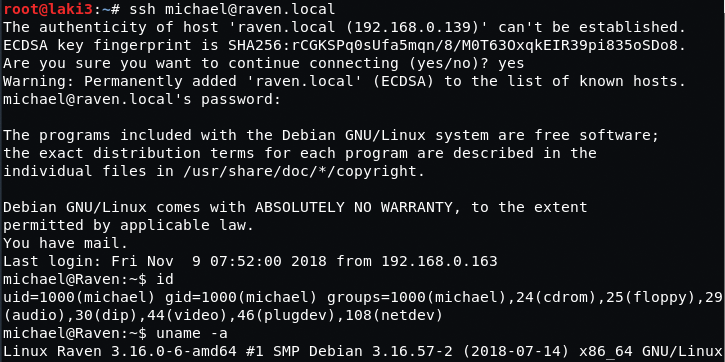 root@laki3:~# ssh michael@raven.local
The authenticity of host 'raven.local (192.168.0.139)' can't be established.
ECDSA key fingerprint is SHA256:rCGKSPq0sUfa5mqn/8/M0T63OxqkEIR39pi835oSDo8.
Are you sure you want to continue connecting (yes/no)? yes
Warning: Permanently added 'raven.local' (ECDSA) to the list of known hosts.
michael@raven.local's password:
The programs included with the Debian GNU/Linux system are free software;
the exact distribution terms for each program are described in the
individual files in /usr/share/doc/*/copyright.
Debian GNU/Linux comes with ABSOLUTELY NO WARRANTY, to the extent
permitted by applicable law.
You have mail.
Last login: Fri Nov  9 07:52:00 2018 from 192.168.0.163
michael@Raven:~$ id
uid=1000(michael) gid=1000(michael) groups=1000(michael),24(cdrom),25(floppy),29
(audio),30(dip),44(video),46(plugdev),108(netdev)
michael@Raven:~$ uname -a
Linux Raven 3.16.0-6-amd64 #1 SMP Debian 3.16.57-2 (2018-07-14) x86_64 GNU/Linux